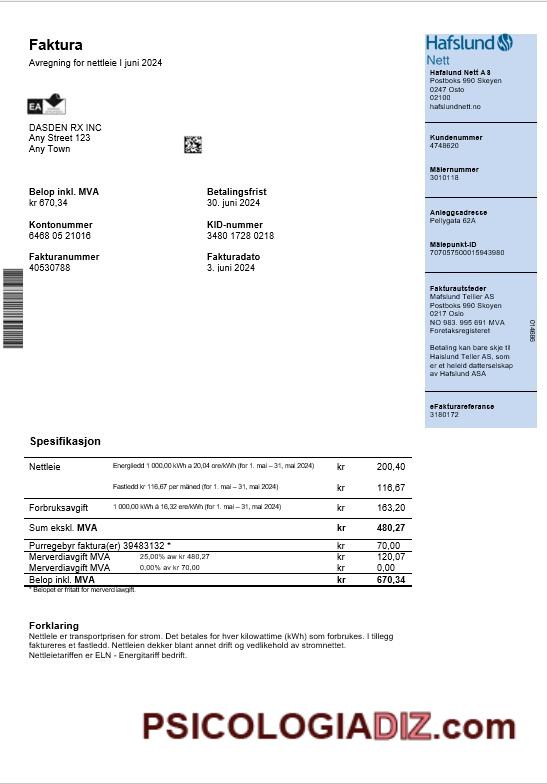 Faktura
Avregning for nettleie I juni 2024
EA
DASDEN RX INC
Any Street 123
Any Town
Belop inkl. MVA
kr 670,34
Betalingsfrist
30. juni 2024
Kontonummer
6468 05 21016
KID-nummer
3480 1728 0218
Fakturanummer
40530788
Fakturadato
3. juni 2024
Hafslund
Nett
Hafslund Nett A8
Postboks 990 Skeyen
0247 Osto
02100
hafslundnett.no
Kundenummer
4748620
Målernummer
3010118
Anleggsadresse
Pellygata 62A
Målepunkt-ID
707057500015943980
Fakturautsteder
Mafslund Tellier AS
Postboks 990 Skeyen
0217 Oslo
NO 983. 995 691 MVA
Foretaksregisteret
Betaling kan bare skje til
Halslund Teller AS, som
er et heleid datterselskap
av Hafslund ASA
014686
eFakturareferanse
3180172
Spesifikasjon
Nettleie Energiledd 1 000,00 kWh a 20,04 ore/kWh (for 1. mai – 31, mai 2024) kr 200,40
Fastledd kr 116,67 per måned (for 1. mai – 31, mai 2024) kr 116,67
Forbruksavgift 1 000,00 kWh á 16,32 ere/kWh (for 1. mai – 31, mai 2024) kr 163,20
Sum ekskl. MVA kr 480,27
Purregebyr faktura(er) 39483132 * kr 70,00
Merverdiavgift MVA 25,00% aw kr 480,27 kr 120,07
Merverdiavgift MVA 0,00% av kr 70,00 kr 0,00
Belop inkl. MVA kr 670,34
* Belopet er fritatt for merverdiavgift.
Forklaring
Nettlele er transportprisen for strom. Det betales for hver kilowattime (kWh) som forbrukes. I tillegg
faktureres et fastledd. Nettleien dekker blant annet drift og vedlikehold av stromnettet.
Nettleietariffen er ELN - Energitariff bedrift.
PSICOLOGIADIZ.com